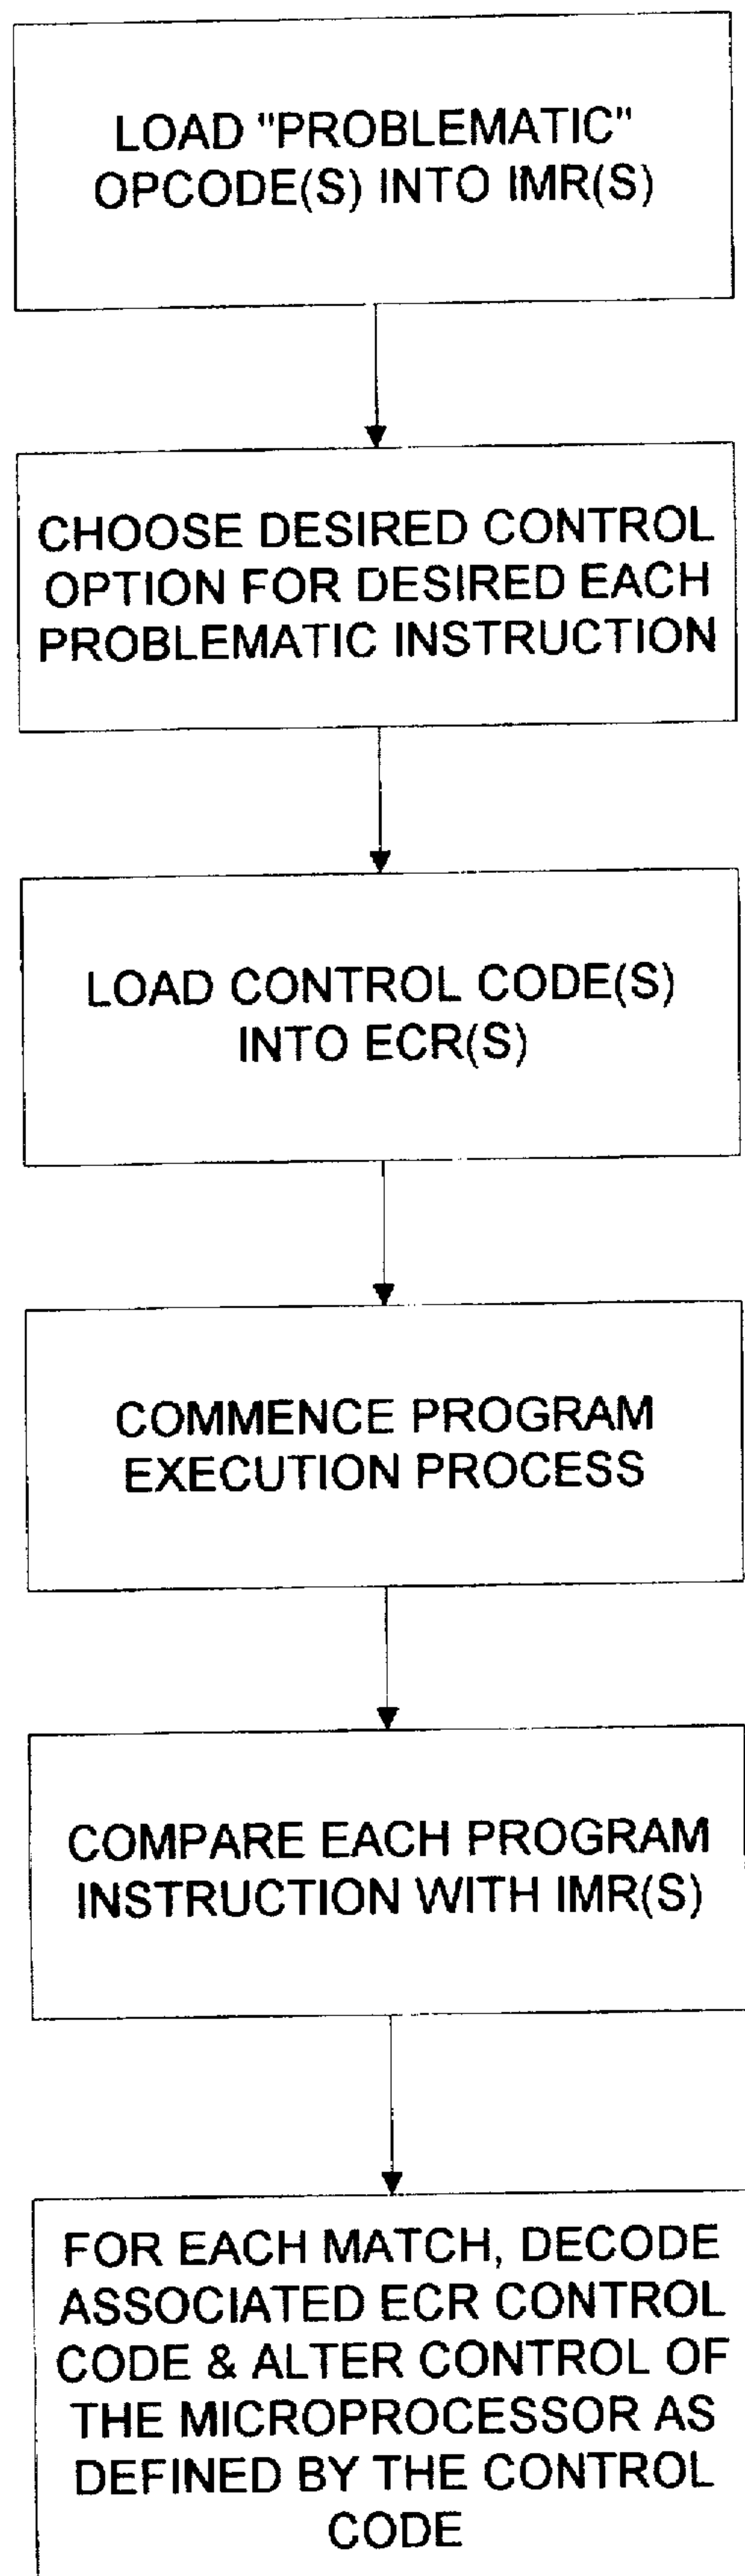 LOAD "PROBLEMATIC"
OPCODE(S) INTO IMR(S)
CHOOSE DESIRED CONTROL
OPTION FOR DESIRED EACH
PROBLEMATIC INSTRUCTION
LOAD CONTROL CODE(S)
INTO ECR(S)
COMMENCE PROGRAM
EXECUTION PROCESS
COMPARE EACH PROGRAM
INSTRUCTION WITH IMR(S)
FOR EACH MATCH, DECODE
ASSOCIATED ECR CONTROL
CODE & ALTER CONTROL OF
THE MICROPROCESSOR AS
DEFINED BY THE CONTROL
CODE